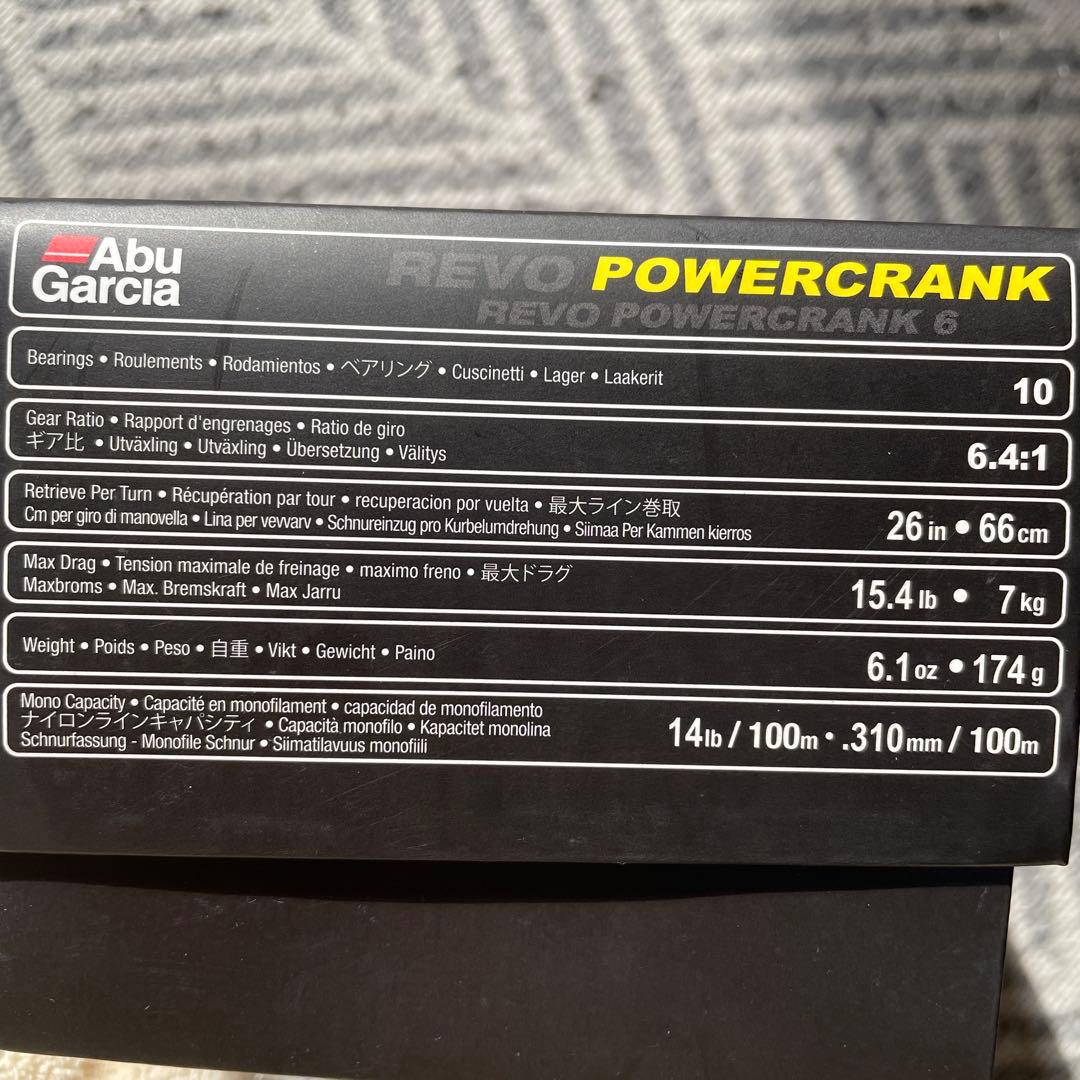 Abu
Garcia
REVO POWERCRANK
REVO POWERCRANK 6
Bearings • Roulements • Rodamientos • ベアリング • Cuscinetti • Lager • Laakerit
10
Gear Ratio • Rapport d'engrenages • Ratio de giro
ギア比 • Utväxling • Utväxling • Übersetzung • Välitys
6.4:1
Retrieve Per Turn • Récupération par tour • recuperacion por vuelta • 最大ライン巻取
Cm per giro di manovella • Lina per vevvarv • Schnureinzug pro Kurbelumdrehung • Siimaa Per Kammen kierros
26 in • 66 cm
Max Drag • Tension maximale de freinage • maximo freno • 最大ドラグ
Maxbroms • Max. Bremskraft • Max Jarru
15.4 lb • 7 kg
Weight • Poids • Peso • 自重 • Vikt • Gewicht • Paino
6.1 oz • 174 g
Mono Capacity • Capacité en monofilament • capacidad de monofilamento
ナイロンラインキャパシティ • Capacità monofilo • Kapacitet monolina
Schnurfassung - Monofile Schnur • Siimatilavuus monofiili
14lb / 100m • .310mm / 100m